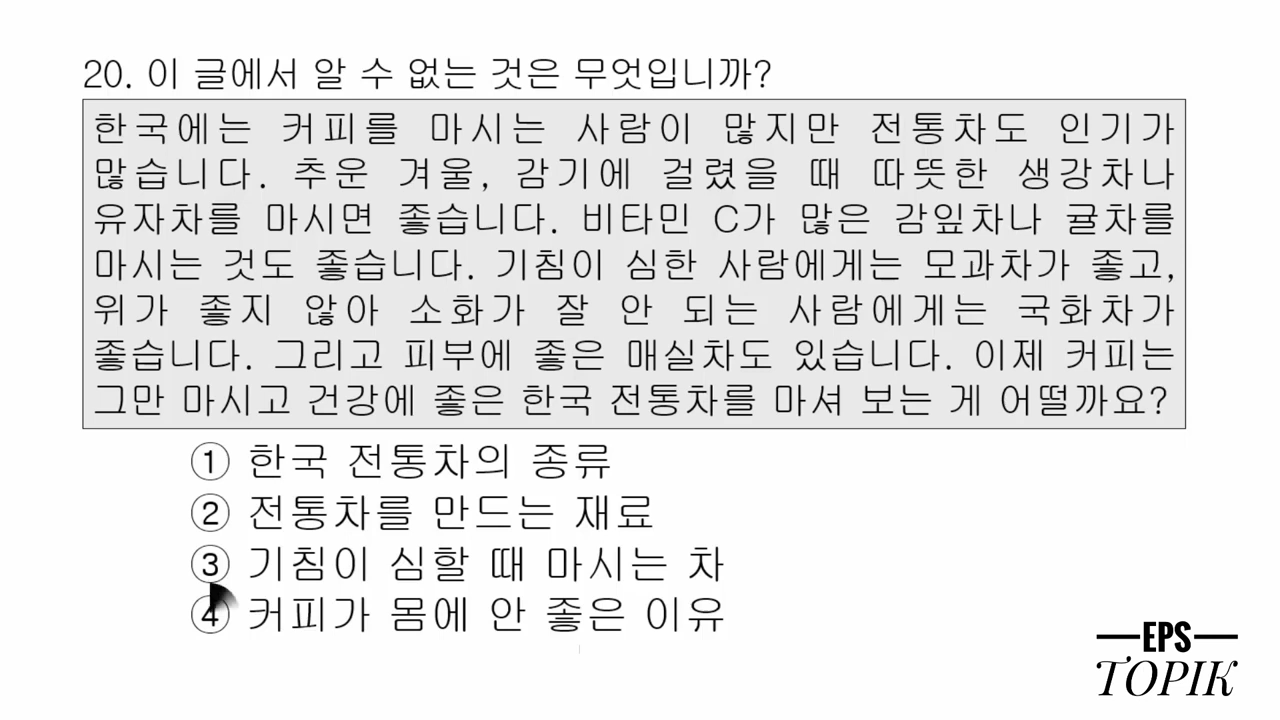 20. 이 글에서 알 수 없는 것은 무엇입니까?
한국에는 커피를 마시는 사람이 많지만 전통차도 인기가
많습니다. 추운 겨울, 감기에 걸렸을 때 따뜻한 생강차나
유자차를 마시면 좋습니다. 비타민 C가 많은 감잎차나 귤차를
마시는 것도 좋습니다. 기침이 심한 사람에게는 모과차가 좋고,
위가 좋지 않아 소화가 잘 안 되는 사람에게는 국화차가
좋습니다. 그리고 피부에 좋은 매실차도 있습니다. 이제 커피는
그만 마시고 건강에 좋은 한국 전통차를 마셔 보는 게 어떨까요?
① 한국 전통차의 종류
② 전통차를 만드는 재료
③ 기침이 심할 때 마시는 차
④ 커피가 몸에 안 좋은 이유
EPS
TOPIK